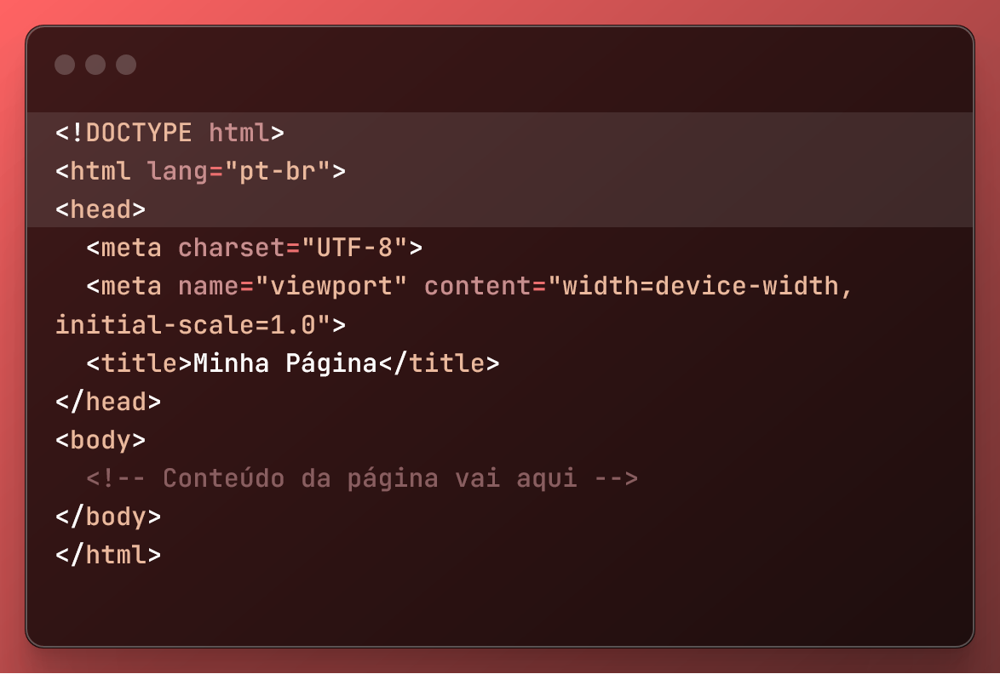 <!DOCTYPE html>
<html lang="pt-br">
<head>
  <meta charset="UTF-8">
  <meta name="viewport" content="width=device-width,
initial-scale=1.0">
  <title>Minha Página</title>
</head>
<body>
  <!-- Conteúdo da página vai aqui -->
</body>
</html>